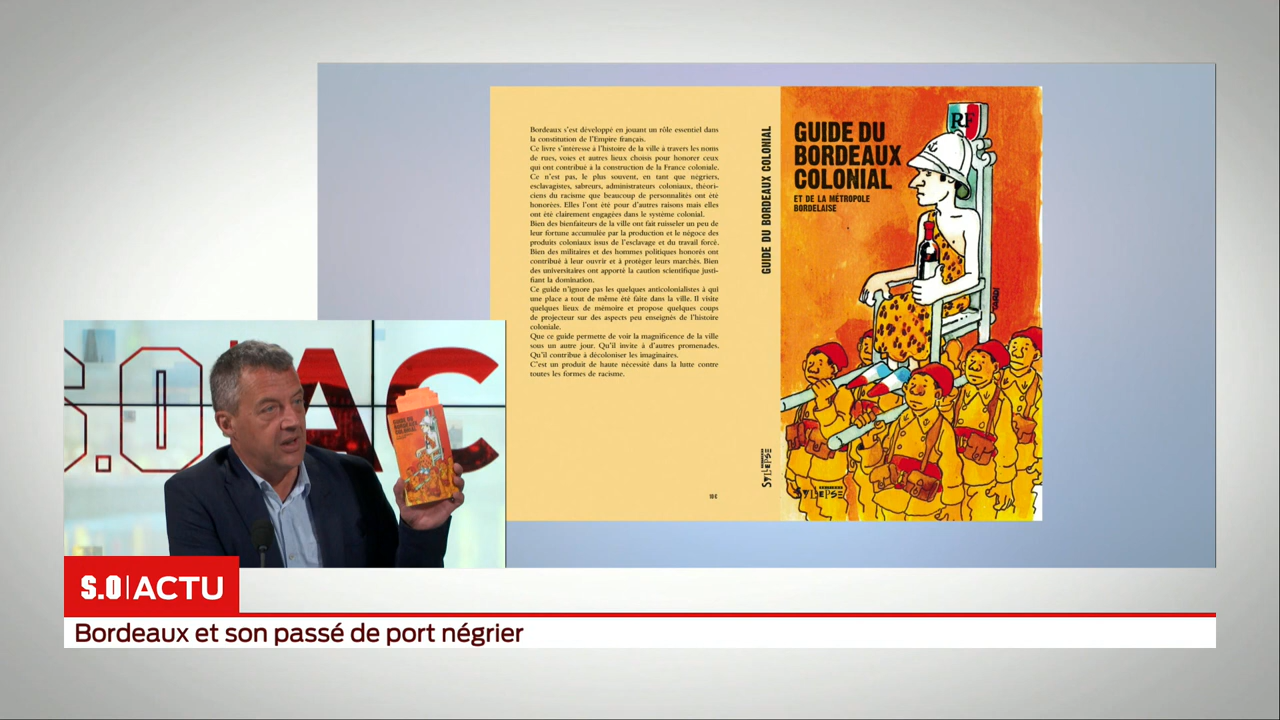 Bordeaux s'est développé en jouant un rôle essentiel dans
la constitution de l'Empire français.
Ce livre s'intéresse à l'histoire de la ville à travers les noms
de rues, voies et autres lieux choisis pour honorer ceux
qui ont contribué à la construction de la France coloniale.
Ce n'est pas, le plus souvent, en tant que négriers,
esclavagistes, sabreurs, administrateurs coloniaux, théori-
ciens du racisme que beaucoup de personnalités ont été
honorées. Elles l'ont été pour d'autres raisons mais elles
ont été clairement engagées dans le système colonial.
Bien des bienfaiteurs de la ville ont fait ruisseler un peu de
leur fortune accumulée par la production et le négoce des
produits coloniaux issus de l'esclavage et du travail forcé.
Bien des militaires et des hommes politiques honorés ont
contribué à leur ouvrir et à protéger leurs marchés. Bien
des universitaires ont apporté la caution scientifique justi-
fiant la domination.
Ce guide n'ignore pas les quelques anticolonialistes à qui
une place a tout de même été faite dans la ville. Il visite
quelques lieux de mémoire et propose quelques coups
de projecteur sur des aspects peu enseignés de l'histoire
coloniale.
Que ce guide permette de voir la magnificence de la ville
sous un autre jour. Qu'il invite à d'autres promenades.
Qu'il contribue à décoloniser les imaginaires.
C'est un produit de haute nécessité dans la lutte contre
toutes les formes de racisme.
10 €
GUIDE DU BORDEAUX COLONIAL
SYLLEPSE
GUIDE DU
BORDEAUX
COLONIAL
ET DE LA MÉTROPOLE
BORDELAISE
RF
TARDI
SYLLEPSE
S.O AC
GUIDE DU
BORDEAUX
COLONIAL
S.O ACTU
Bordeaux et son passé de port négrier